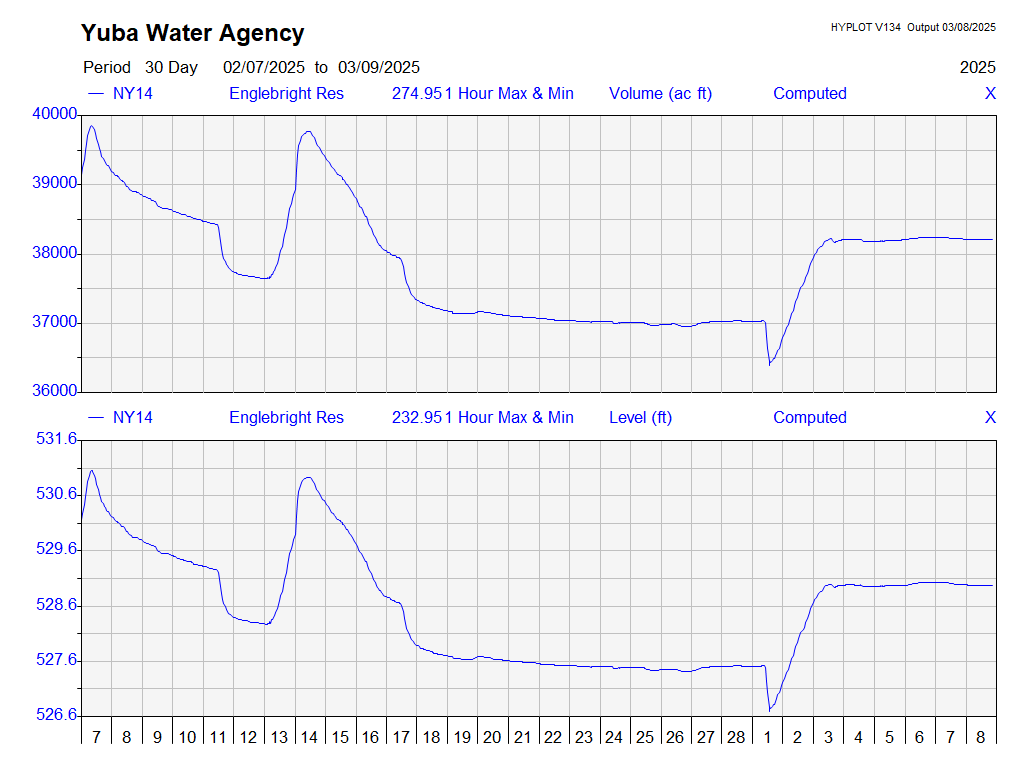 Yuba Water Agency HYPLOT V134 Output 03/08/2025
Period 30 Day 02/07/2025 to 03/09/2025 2025
NY14 Englebright Res 274.951 Hour Max & Min Volume (ac ft) Computed X
40000
39000
38000
37000
36000
NY14 Englebright Res 232.951 Hour Max & Min Level (ft) Computed X
531.6
530.6
529.6
528.6
527.6
526.6
7 8 9 10 11 12 13 14 15 16 17 18 19 20 21 22 23 24 25 26 27 28 1 2 3 4 5 6 7 8